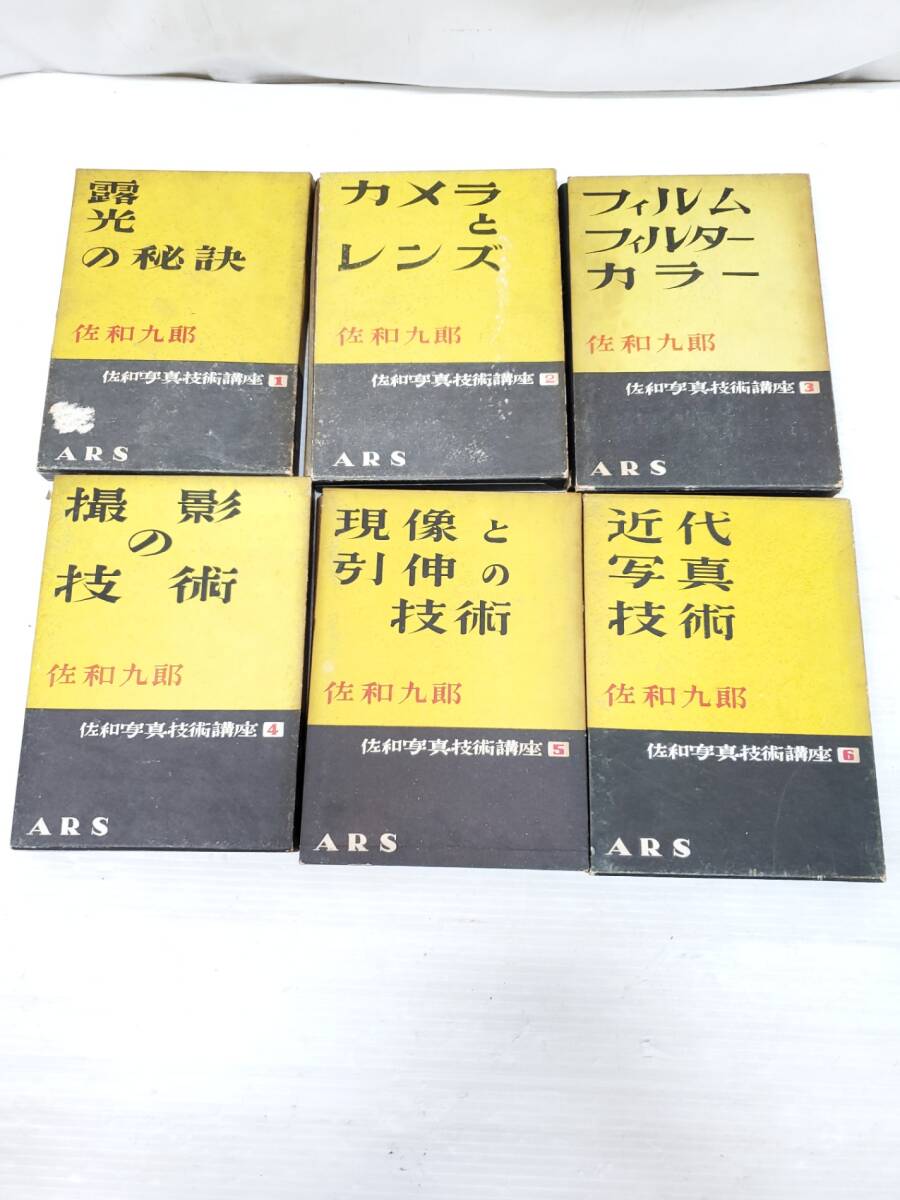 露
光
の秘訣
佐和九郎
佐和写真技術講座 1
ARS
カメラ
と
レンズ
佐和九郎
佐和写真技術講座 2
ARS
フィルム
フィルター
カラー
佐和九郎
佐和写真技術講座 3
ARS
撮影
の
技術
佐和九郎
佐和写真技術講座 4
ARS
現像と
引伸の
技術
佐和九郎
佐和写真技術講座 5
ARS
近代
写真
技術
佐和九郎
佐和写真技術講座 6
ARS